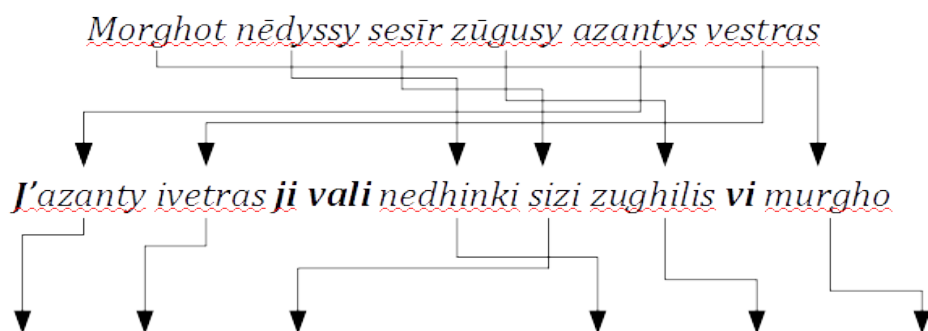 Morghot nēdyssy sesīr zūgusy azantys vestras
J’azanty ivetras ji vali nedhinki sizi zughilis vi murgho